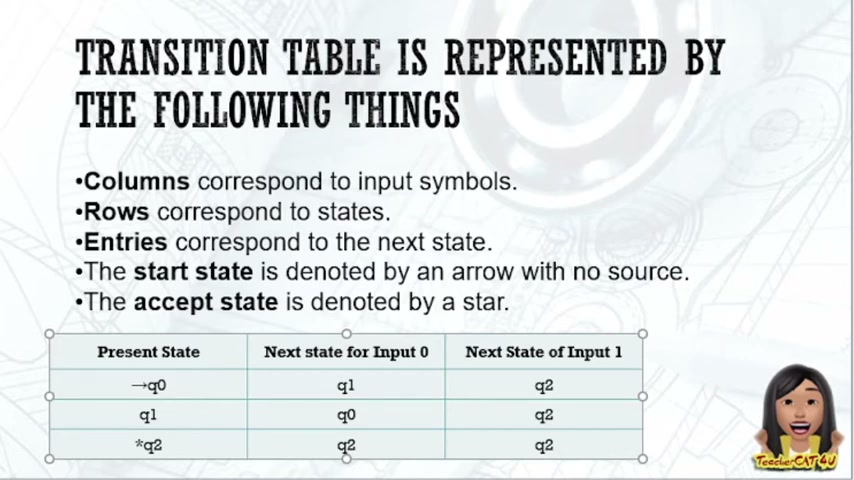 TRANSITION TABLE IS REPRESENTED BY
THE FOLLOWING THINGS
•Columns correspond to input symbols.
•Rows correspond to states.
•Entries correspond to the next state.
•The start state is denoted by an arrow with no source.
•The accept state is denoted by a star.
Present State Next state for Input 0 Next State of Input 1
→q0 q1 q2
q1 q0 q2
*q2 q2 q2
TeacherCAT 4U